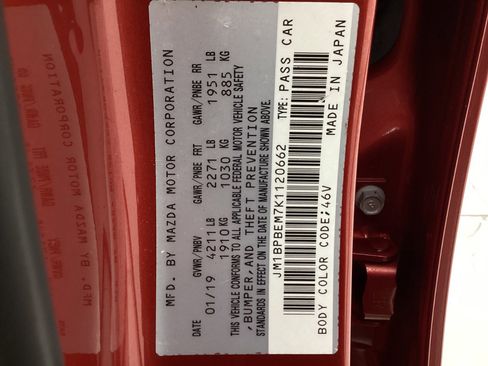 MFD. BY MAZDA MOTOR CORPORATION
DATE GVWR/PNBV GAWR/PNBE FRT GAWR/PNBE RR
01/19 4211 LB 2271 LB 1951 LB
1910 KG 1030 KG 885 KG
THIS VEHICLE CONFORMS TO ALL APPLICABLE FEDERAL MOTOR VEHICLE SAFETY
, BUMPER, AND THEFT PREVENTION
STANDARDS IN EFFECT ON THE DATE OF MANUFACTURE SHOWN ABOVE.
JM1BPBEM7K1120662 TYPE: PASS CAR
BODY COLOR CODE:46V MADE IN JAPAN